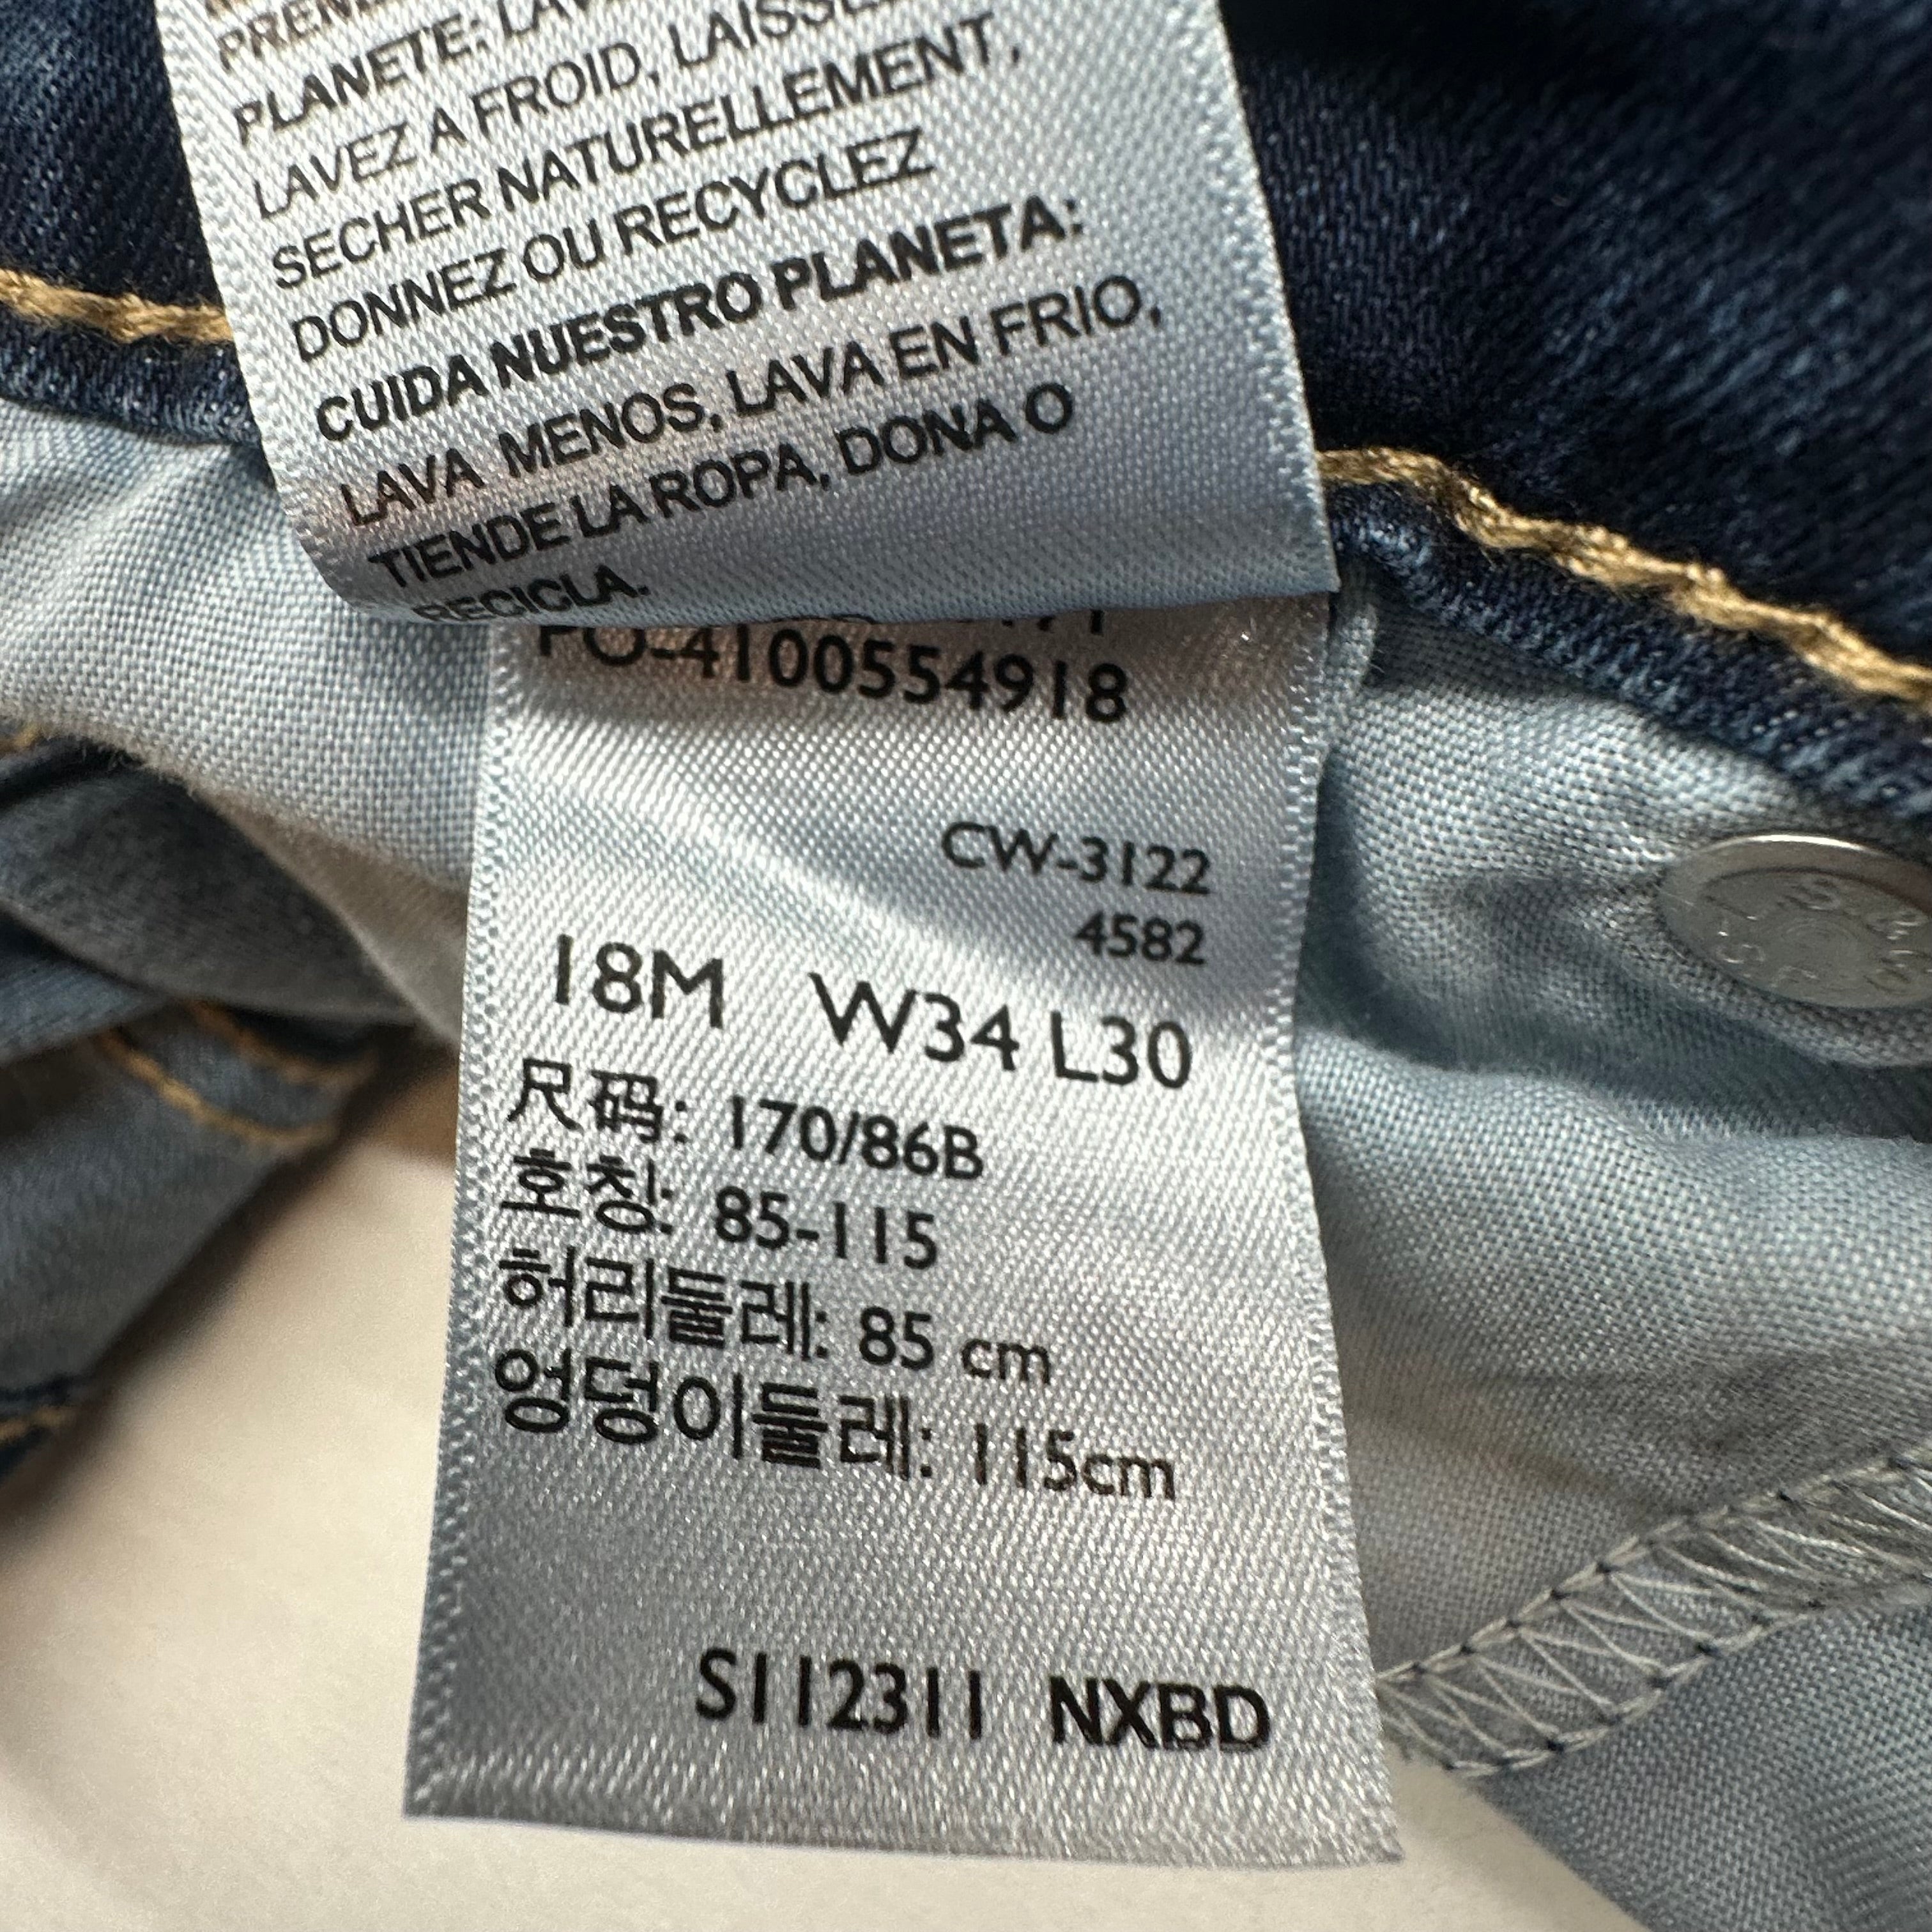 PLANETE:
LAVEZ A FROID, LAISSEZ
SECHER NATURELLEMENT,
DONNEZ OU RECYCLEZ
CUIDA NUESTRO PLANETA:
LAVA MENOS, LAVA EN FRIO,
TIENDE LA ROPA, DONA O
RECICLA.
PO-4100554918
CW-3122
4582
18M W34 L30
尺码: 170/86B
호칭: 85-115
허리둘레: 85 cm
엉덩이둘레: 115cm
S112311 NXBD